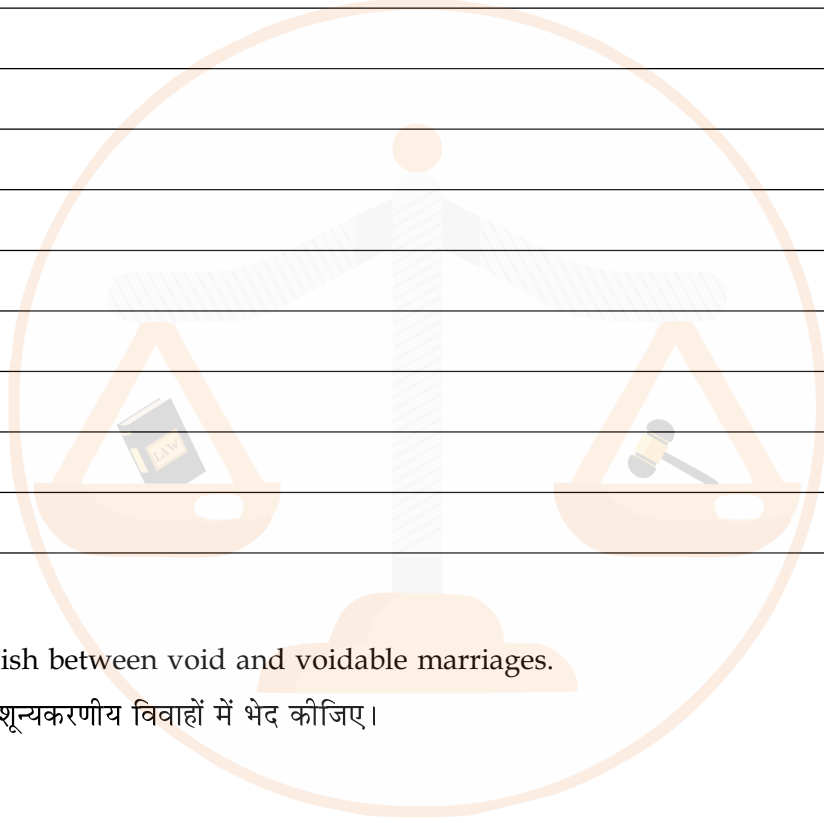 LAW
ish between void and voidable marriages.
शून्यकरणीय विवाहों में भेद कीजिए।